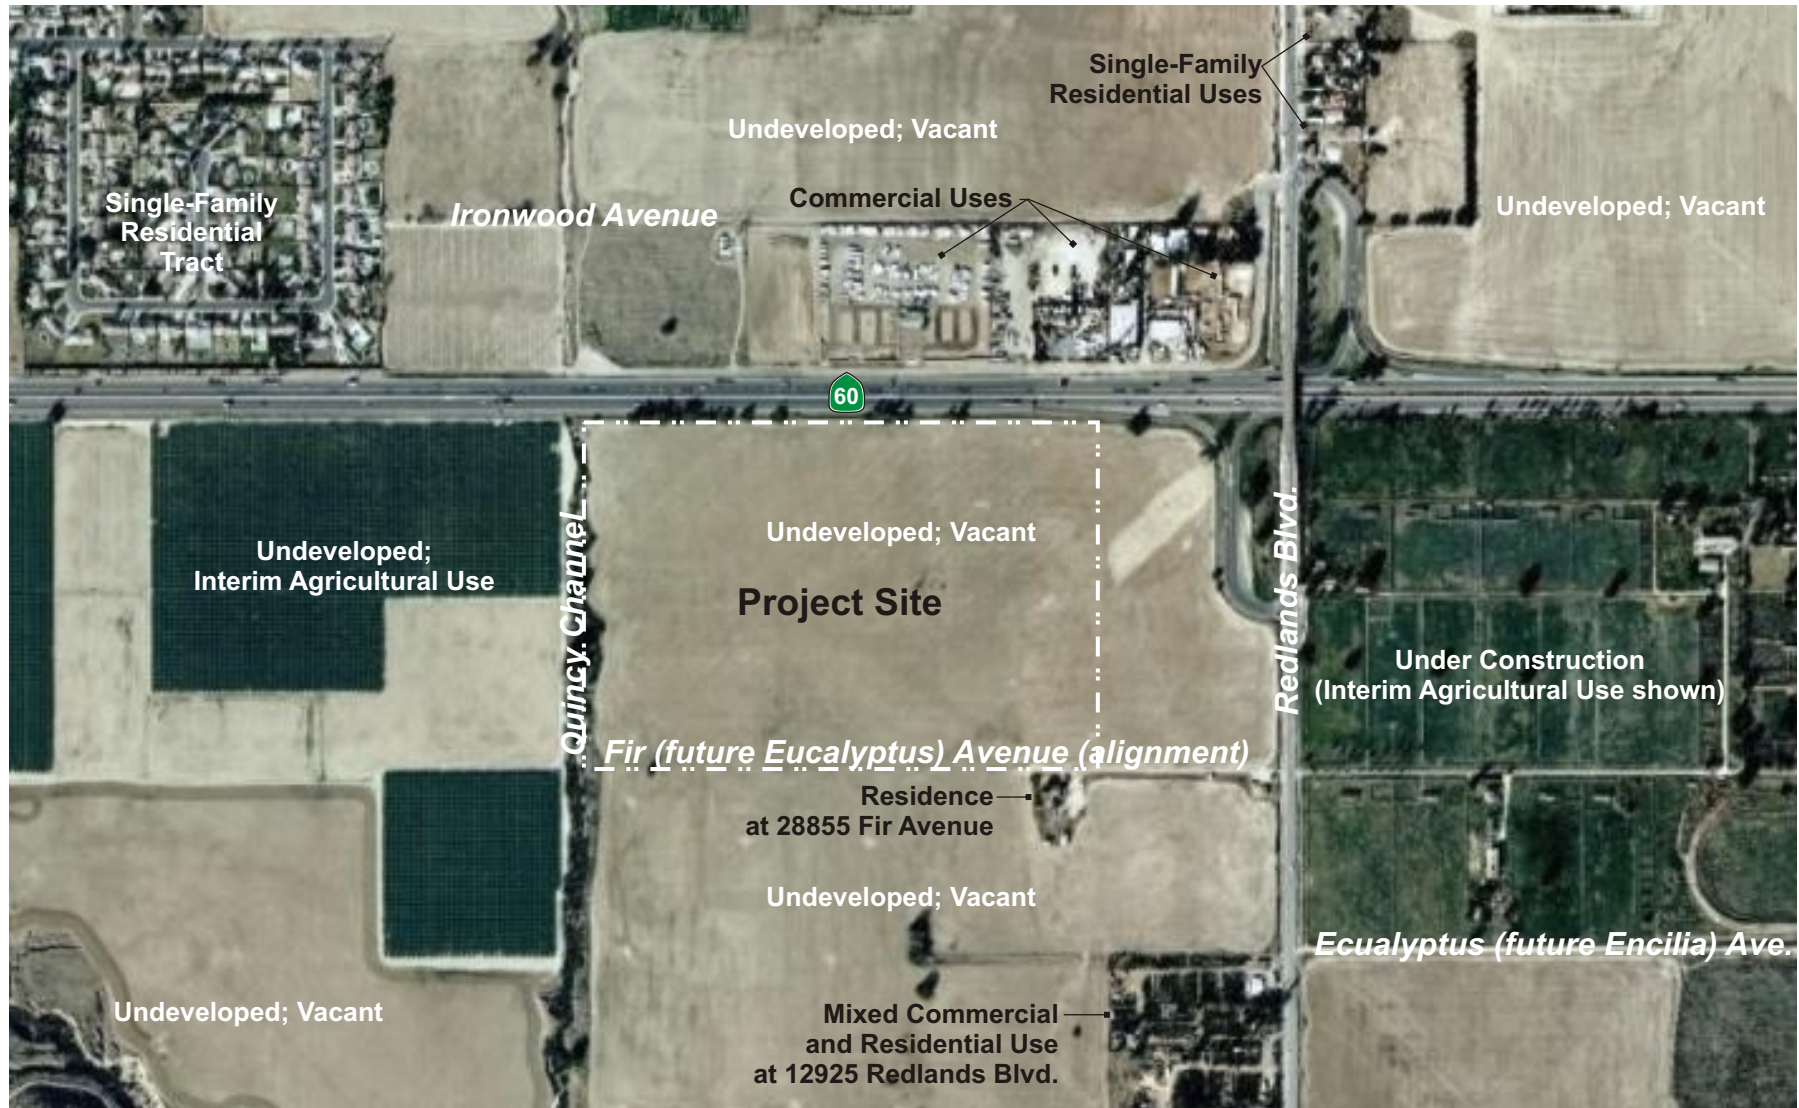 Single-Family
Residential Uses
Undeveloped; Vacant
Commercial Uses
Single-Family
Residential
Tract
Ironwood Avenue
Undeveloped; Vacant
60
Undeveloped; Vacant
Undeveloped;
Interim Agricultural Use
Quincy Channel
Project Site
Redlands Blvd.
Under Construction
(Interim Agricultural Use shown)
Fir (future Eucalyptus) Avenue (alignment)
Residence
at 28855 Fir Avenue
Undeveloped; Vacant
Ecualyptus (future Encilia) Ave.
Undeveloped; Vacant
Mixed Commercial
and Residential Use
at 12925 Redlands Blvd.